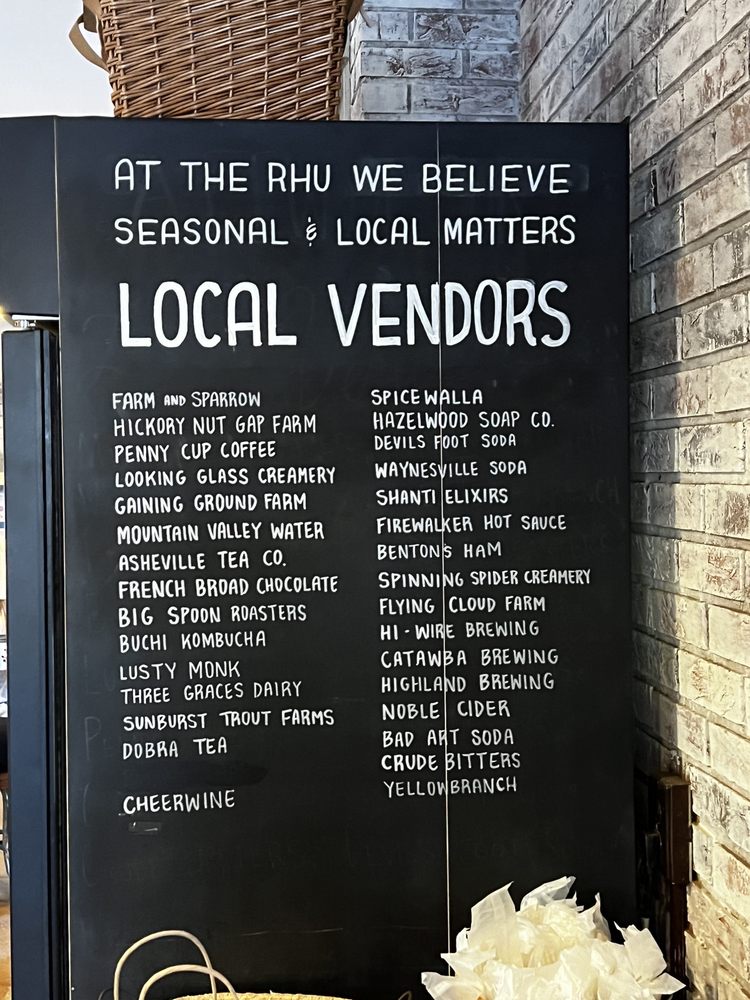 AT THE RHU WE BELIEVE
SEASONAL & LOCAL MATTERS
LOCAL VENDORS
FARM AND SPARROW
HICKORY NUT GAP FARM
PENNY CUP COFFEE
LOOKING GLASS CREAMERY
GAINING GROUND FARM
MOUNTAIN VALLEY WATER
ASHEVILLE TEA CO.
FRENCH BROAD CHOCOLATE
BIG SPOON ROASTERS
BUCHI KOMBUCHA
LUSTY MONK
THREE GRACES DAIRY
SUNBURST TROUT FARMS
DOBRA TEA
CHEERWINE
SPICEWALLA
HAZELWOOD SOAP CO.
DEVILS FOOT SODA
WAYNESVILLE SODA
SHANTI ELIXIRS
FIREWALKER HOT SAUCE
BENTON'S HAM
SPINNING SPIDER CREAMERY
FLYING CLOUD FARM
HI-WIRE BREWING
CATAWBA BREWING
HIGHLAND BREWING
NOBLE CIDER
BAD ART SODA
CRUDE BITTERS
YELLOWBRANCH